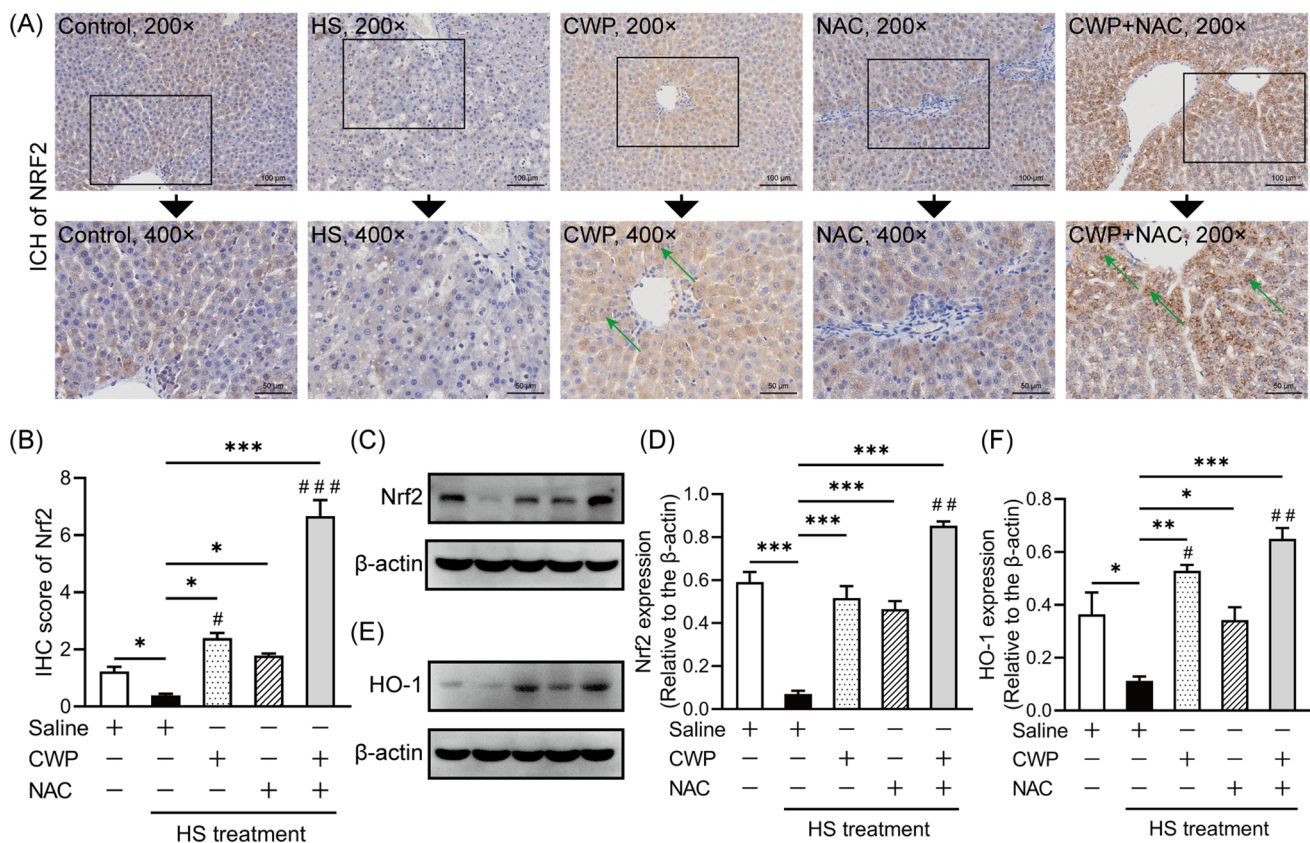 (A)
ICH of NRF2
Control, 200×
HS, 200×
CWP, 200×
NAC, 200×
CWP+NAC, 200×
100 μm
100 μm
100 μm
100 μm
100 μm
Control, 400×
HS, 400×
CWP, 400×
NAC, 400×
CWP+NAC, 200×
50 μm
50 μm
50 μm
50 μm
50 μm
(B)
IHC score of Nrf2
8
6
4
2
0
*
*
*
***
#
###
Saline + + − − −
CWP − − + − +
NAC − − − + +
HS treatment
(C)
Nrf2
β-actin
(E)
HO-1
β-actin
(D)
Nrf2 expression
(Relative to the β-actin)
1.0
0.8
0.6
0.4
0.2
0.0
***
***
***
***
##
Saline + + − − −
CWP − − + − +
NAC − − − + +
HS treatment
(F)
HO-1 expression
(Relative to the β-actin)
0.8
0.6
0.4
0.2
0.0
*
**
*
***
#
##
Saline + + − − −
CWP − − + − +
NAC − − − + +
HS treatment